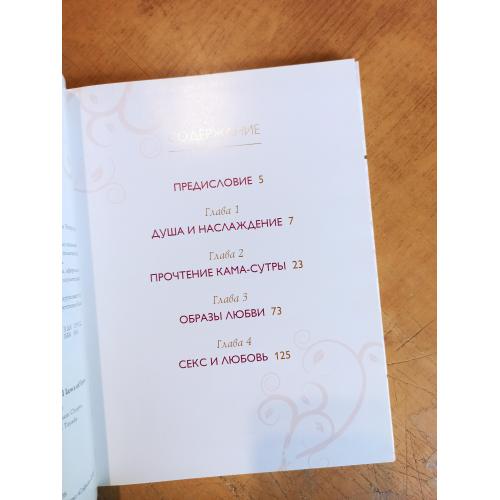 СОДЕРЖАНИЕ
ПРЕДИСЛОВИЕ 5
Глава 1
ДУША И НАСЛАЖДЕНИЕ 7
Глава 2
ПРОЧТЕНИЕ КАМА-СУТРЫ 23
Глава 3
ОБРАЗЫ ЛЮБВИ 73
Глава 4
СЕКС И ЛЮБОВЬ 125